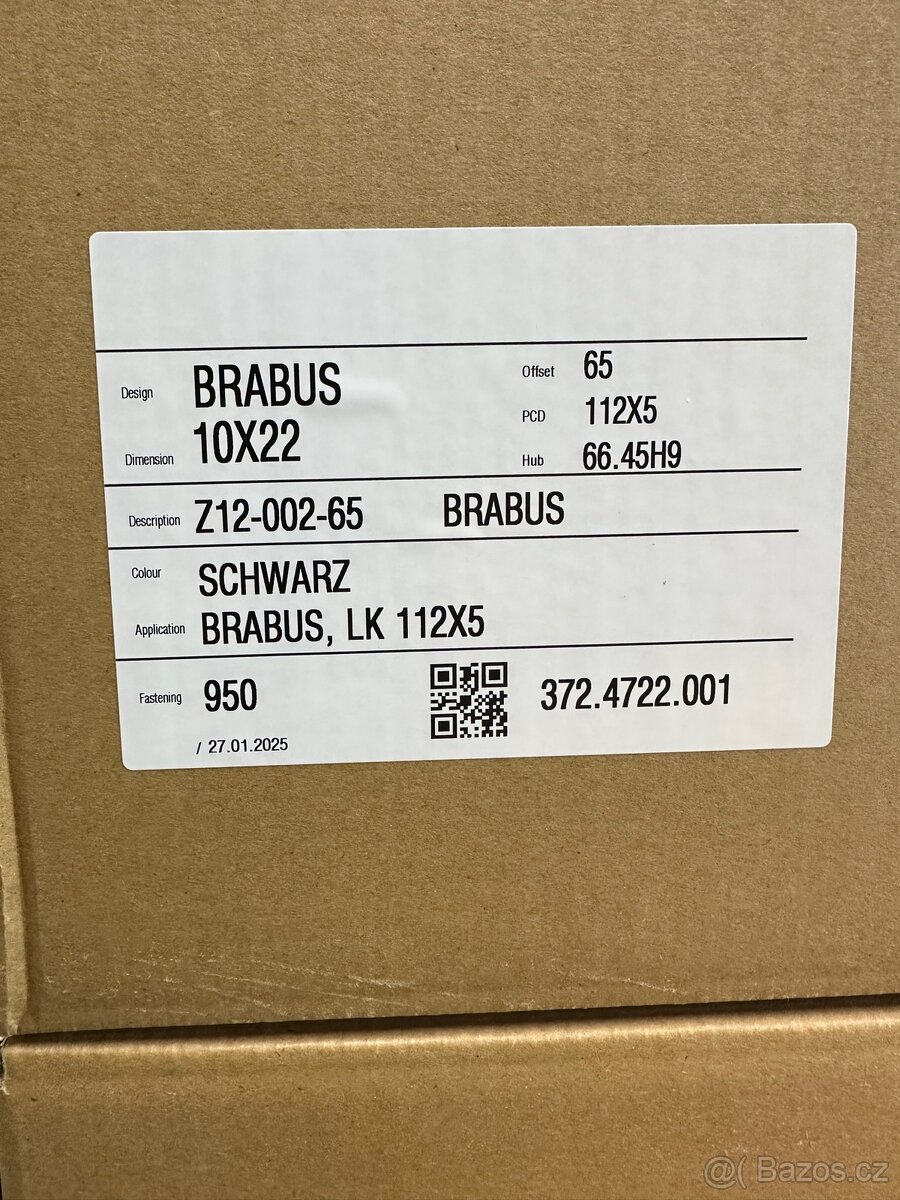 Design BRABUS Offset 65
PCD 112X5
Dimension 10X22 Hub 66.45H9
Description Z12-002-65 BRABUS
Colour SCHWARZ
Application BRABUS, LK 112X5
Fastening 950 372.4722.001
/ 27.01.2025
@( Bazos.cz